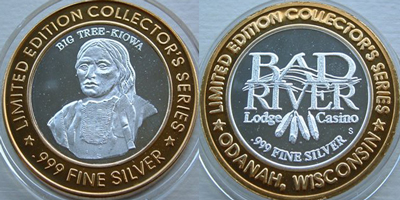 LIMITED EDITION COLLECTOR'S SERIES
BIG TREE-KIOWA
.999 FINE SILVER
LIMITED EDITION COLLECTOR'S SERIES
BAD
RIVER
Lodge Casino
.999 FINE SILVER
S
ODANAH, WISCONSIN